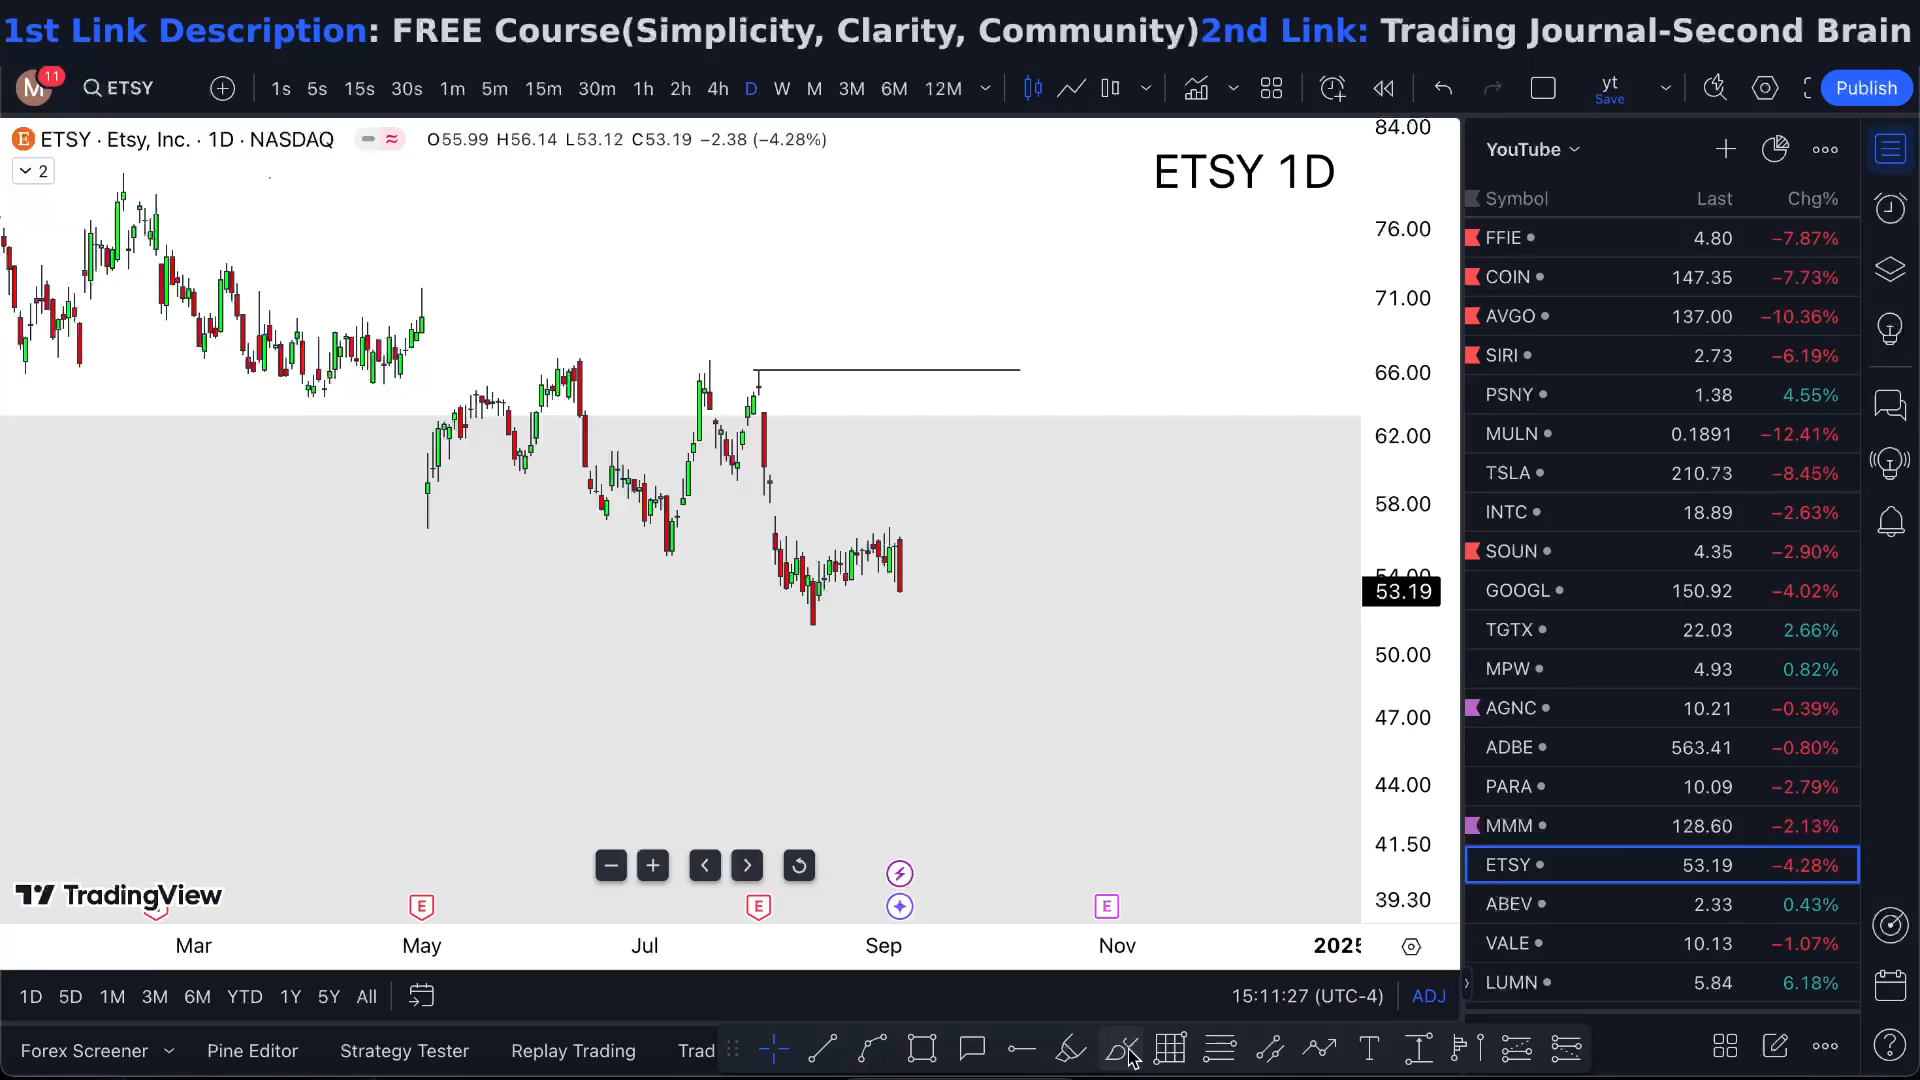 1st Link Description: FREE Course(Simplicity, Clarity, Community)2nd Link: Trading Journal-Second Brain
M 11 ETSY 1s 5s 15s 30s 1m 5m 15m 30m 1h 2h 4h D W M 3M 6M 12M yt Save Publish
ETSY · Etsy, Inc. · 1D · NASDAQ O55.99 H56.14 L53.12 C53.19 −2.38 (−4.28%)
2
ETSY 1D
84.00
76.00
71.00
66.00
62.00
58.00
54.00
53.19
50.00
47.00
44.00
41.50
39.30
TradingView
E E E
Mar May Jul Sep Nov 2025
1D 5D 1M 3M 6M YTD 1Y 5Y All 15:11:27 (UTC-4) ADJ
Forex Screener Pine Editor Strategy Tester Replay Trading Trad
YouTube
Symbol Last Chg%
FFIE 4.80 −7.87%
COIN 147.35 −7.73%
AVGO 137.00 −10.36%
SIRI 2.73 −6.19%
PSNY 1.38 4.55%
MULN 0.1891 −12.41%
TSLA 210.73 −8.45%
INTC 18.89 −2.63%
SOUN 4.35 −2.90%
GOOGL 150.92 −4.02%
TGTX 22.03 2.66%
MPW 4.93 0.82%
AGNC 10.21 −0.39%
ADBE 563.41 −0.80%
PARA 10.09 −2.79%
MMM 128.60 −2.13%
ETSY 53.19 −4.28%
ABEV 2.33 0.43%
VALE 10.13 −1.07%
LUMN 5.84 6.18%